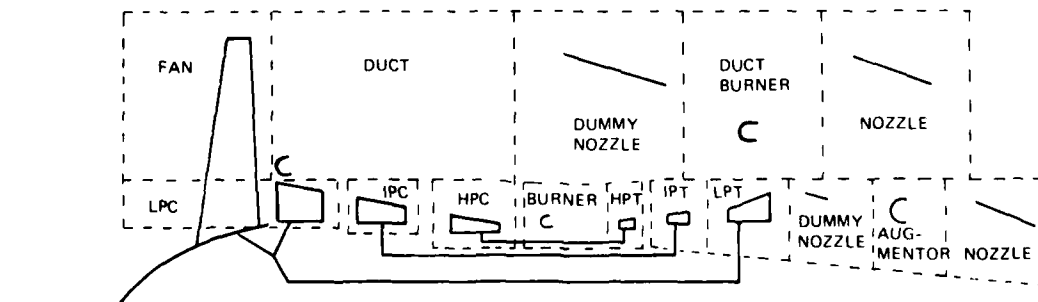 FAN
DUCT
DUMMY
NOZZLE
DUCT
BURNER
NOZZLE
LPC
IPC
HPC
BURNER
HPT
IPT
LPT
DUMMY
NOZZLE
AUG-
MENTOR
NOZZLE